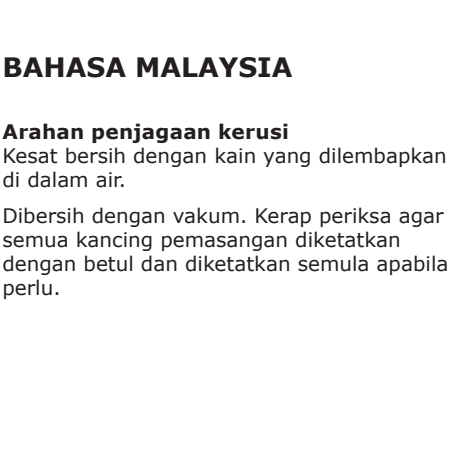 BAHASA MALAYSIA
Arahan penjagaan kerusi
Kesat bersih dengan kain yang dilembapkan
di dalam air.
Dibersih dengan vakum. Kerap periksa agar
semua kancing pemasangan diketatkan
dengan betul dan diketatkan semula apabila
perlu.